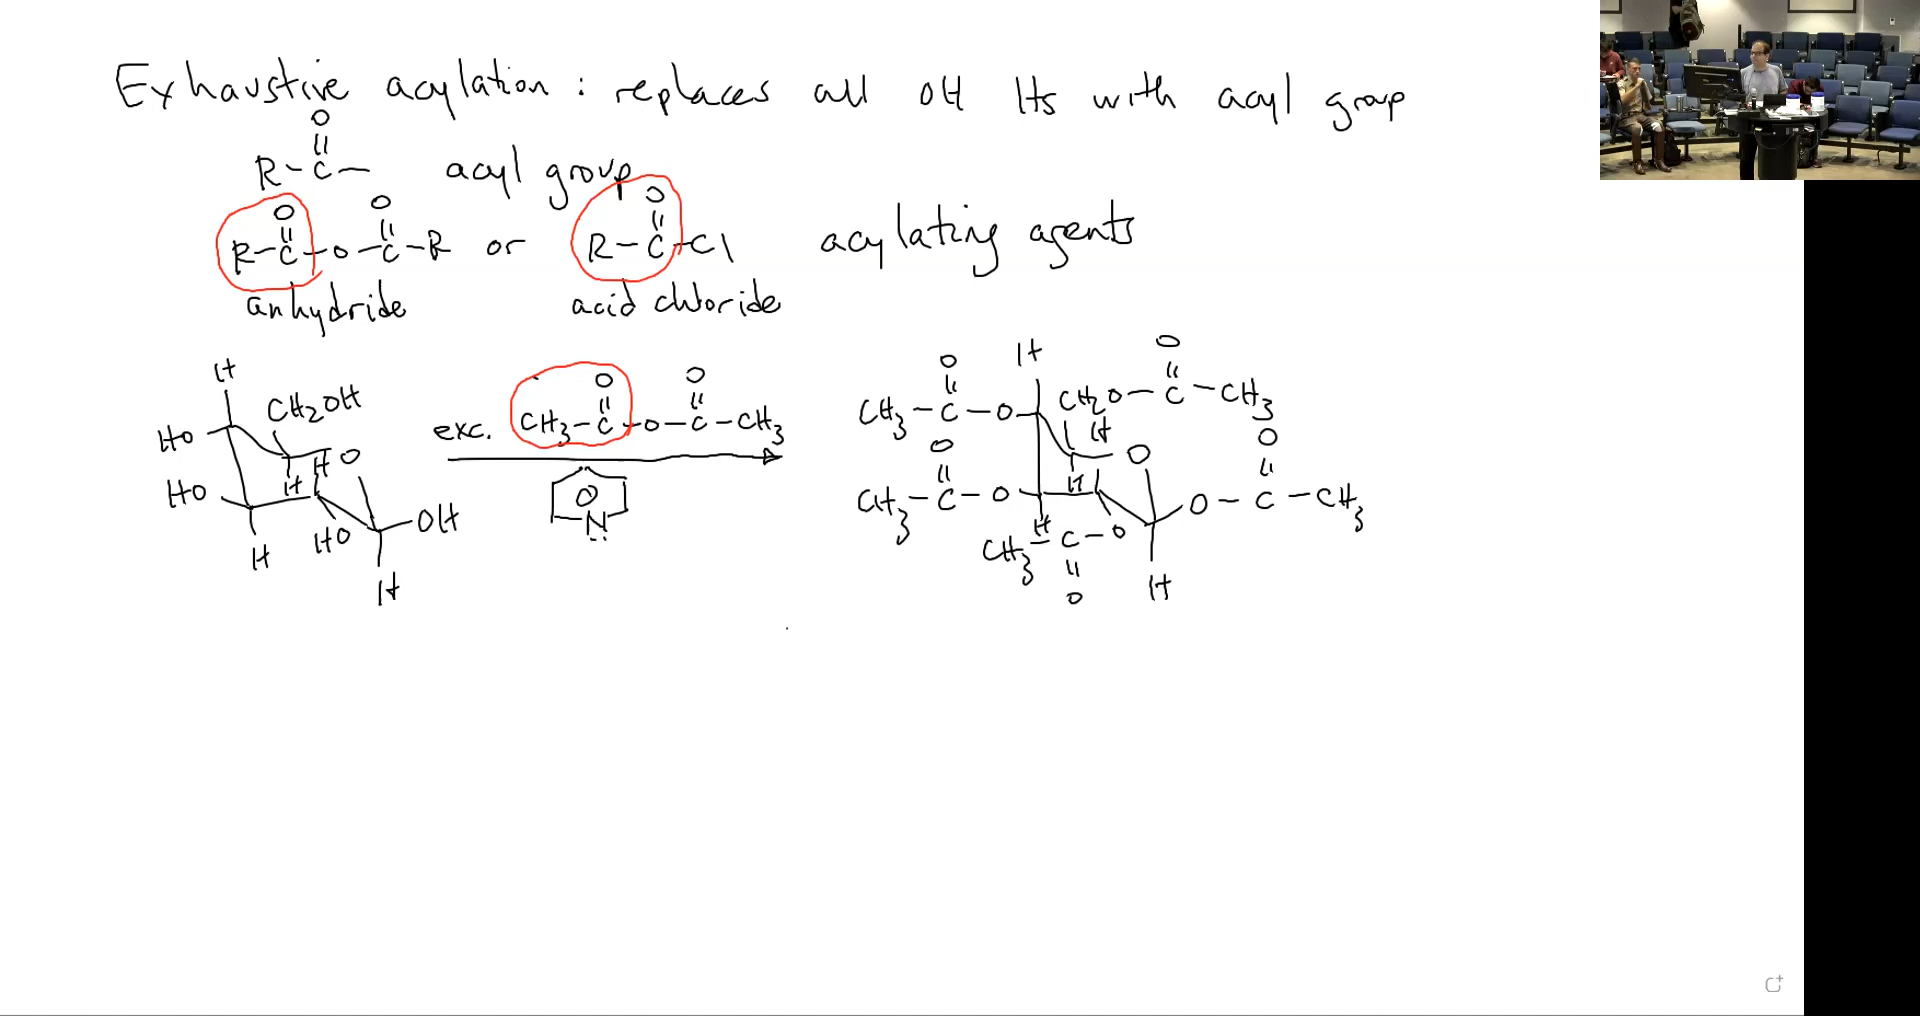 Exhaustive acylation : replaces all OH Hs with acyl group
O
R-C- acyl group
O O O
R-C-O-C-R or R-C-Cl acylating agents
anhydride acid chloride
H O H O
CH2OH O O CH3-C-O CH2O-C-CH3
HO exc. CH3-C-O-C-CH3 O H O O
HO H O H CH3-C-O H O-C-CH3
H HO OH O N H CH3-C-O
H O H